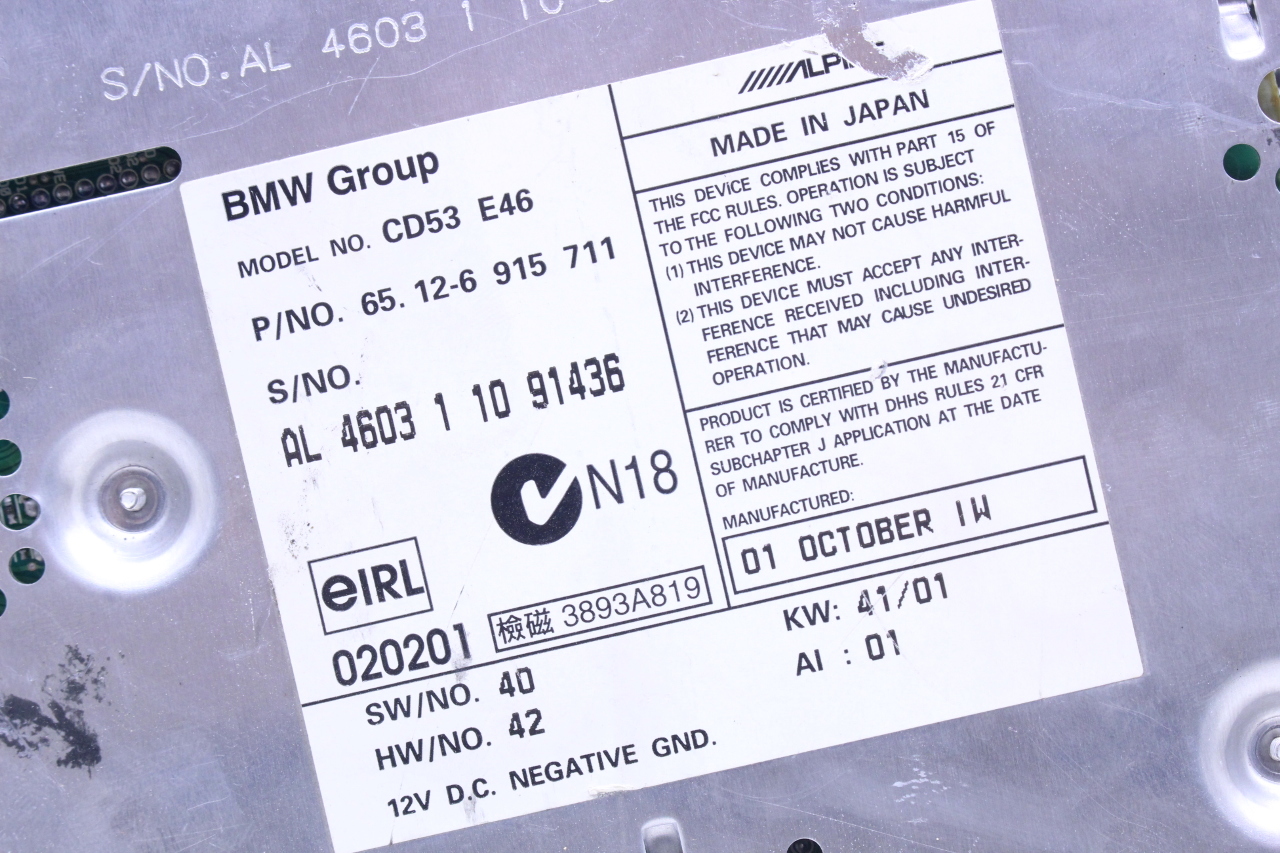 S/NO.AL 4603 1 10
BMW Group
MODEL NO. CD53 E46
P/NO. 65. 12-6 915 711
S/NO.
AL 4603 1 10 91436
N18
eIRL
020201
檢磁 3893A819
MADE IN JAPAN
THIS DEVICE COMPLIES WITH PART 15 OF
THE FCC RULES. OPERATION IS SUBJECT
TO THE FOLLOWING TWO CONDITIONS:
(1) THIS DEVICE MAY NOT CAUSE HARMFUL
INTERFERENCE.
(2) THIS DEVICE MUST ACCEPT ANY INTER-
FERENCE RECEIVED INCLUDING INTER-
FERENCE THAT MAY CAUSE UNDESIRED
OPERATION.
PRODUCT IS CERTIFIED BY THE MANUFACTU-
RER TO COMPLY WITH DHHS RULES 21 CFR
SUBCHAPTER J APPLICATION AT THE DATE
OF MANUFACTURE.
MANUFACTURED:
01 OCTOBER 1W
SW/NO. 40
HW/NO. 42
12V D.C. NEGATIVE GND.
KW: 41/01
AI : 01